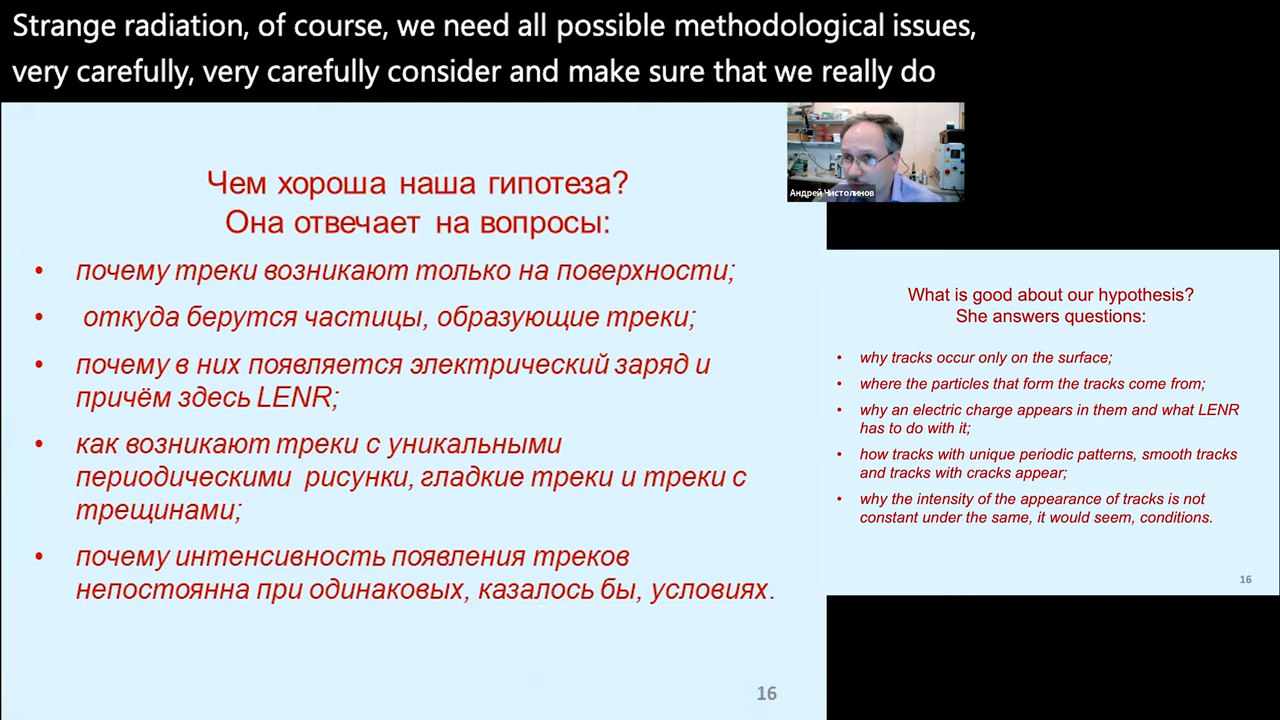 Strange radiation, of course, we need all possible methodological issues,
very carefully, very carefully consider and make sure that we really do
Чем хороша наша гипотеза?
Она отвечает на вопросы:
• почему треки возникают только на поверхности;
• откуда берутся частицы, образующие треки;
• почему в них появляется электрический заряд и
причём здесь LENR;
• как возникают треки с уникальными
периодическими рисунки, гладкие треки и треки с
трещинами;
• почему интенсивность появления треков
непостоянна при одинаковых, казалось бы, условиях.
16
Андрей Чистолинов
What is good about our hypothesis?
She answers questions:
• why tracks occur only on the surface;
• where the particles that form the tracks come from;
• why an electric charge appears in them and what LENR
has to do with it;
• how tracks with unique periodic patterns, smooth tracks
and tracks with cracks appear;
• why the intensity of the appearance of tracks is not
constant under the same, it would seem, conditions.
16